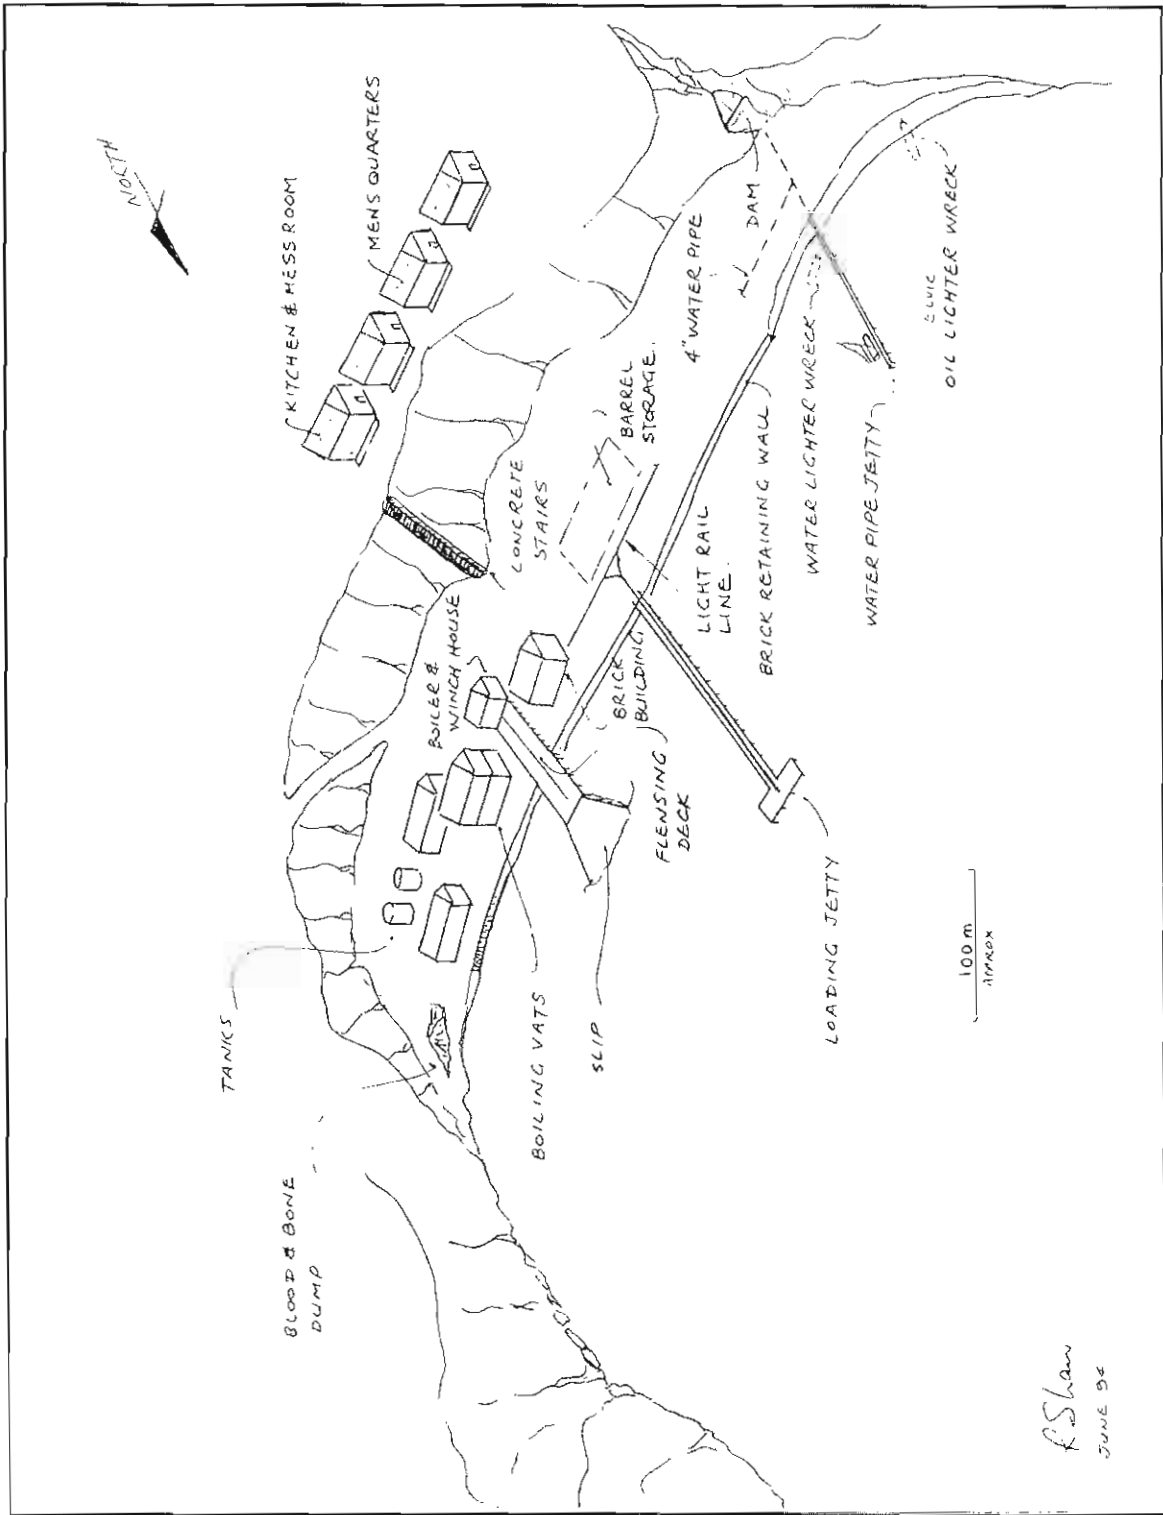 NORTH
KITCHEN & MESS ROOM
MENS QUARTERS
TANKS
BLOOD & BONE
DUMP
BOILER &
WINCH HOUSE
CONCRETE
STAIRS
BARREL
STORAGE.
4" WATER PIPE
DAM
BRICK
BUILDING
LIGHT RAIL
LINE.
BRICK RETAINING WALL
WATER LIGHTER WRECK
WATER PIPE JETTY
OIL LIGHTER WRECK
BOILING VATS
SLIP
FLENSING
DECK
LOADING JETTY
100m
APPROX
RShaw
JUNE 94